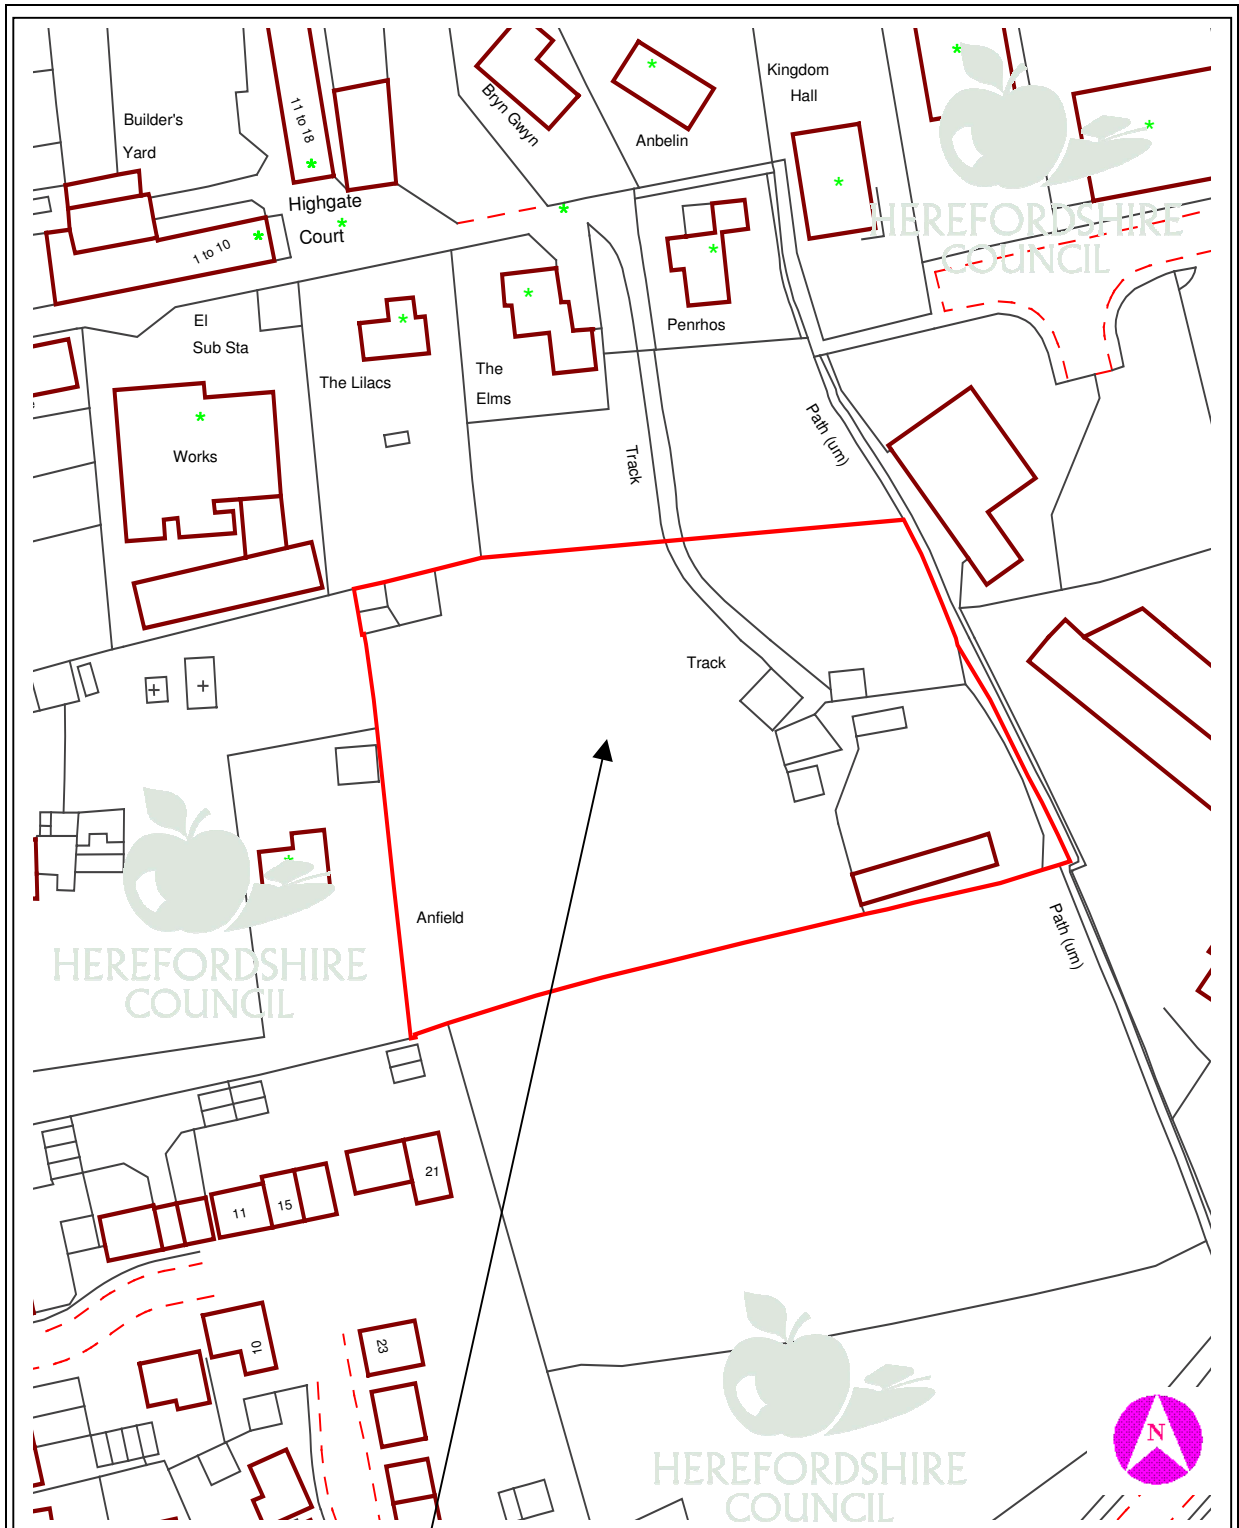 Kingdom
Hall
Builder's
Yard
11 to 18
Bryn Gwyn
Anbelin
Highgate
Court
1 to 10
HEREFORDSHIRE
COUNCIL
El
Sub Sta
Penrhos
The Lilacs
The
Elms
Path (um)
Works
Track
Track
Anfield
Path (um)
HEREFORDSHIRE
COUNCIL
21
11
15
10
23
N
HEREFORDSHIRE
COUNCIL